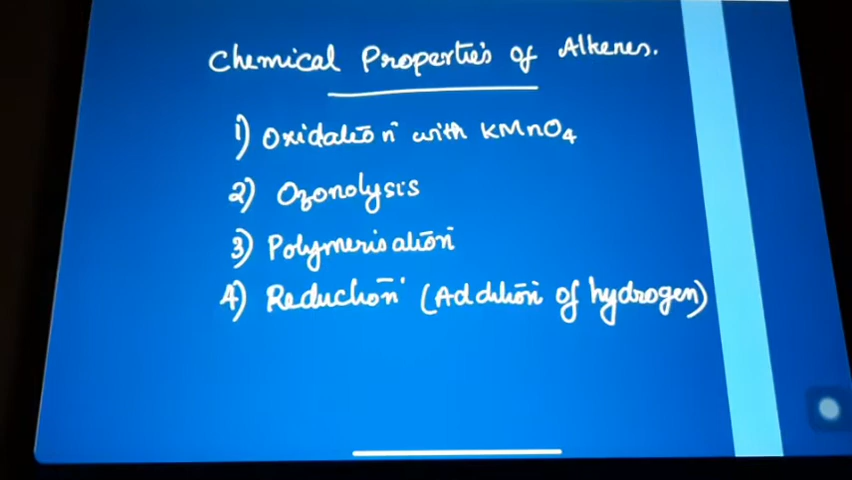 Chemical Properties of Alkenes.
1) Oxidation with KMnO4
2) Ozonolysis
3) Polymerisation
4) Reduction (Addition of hydrogen)